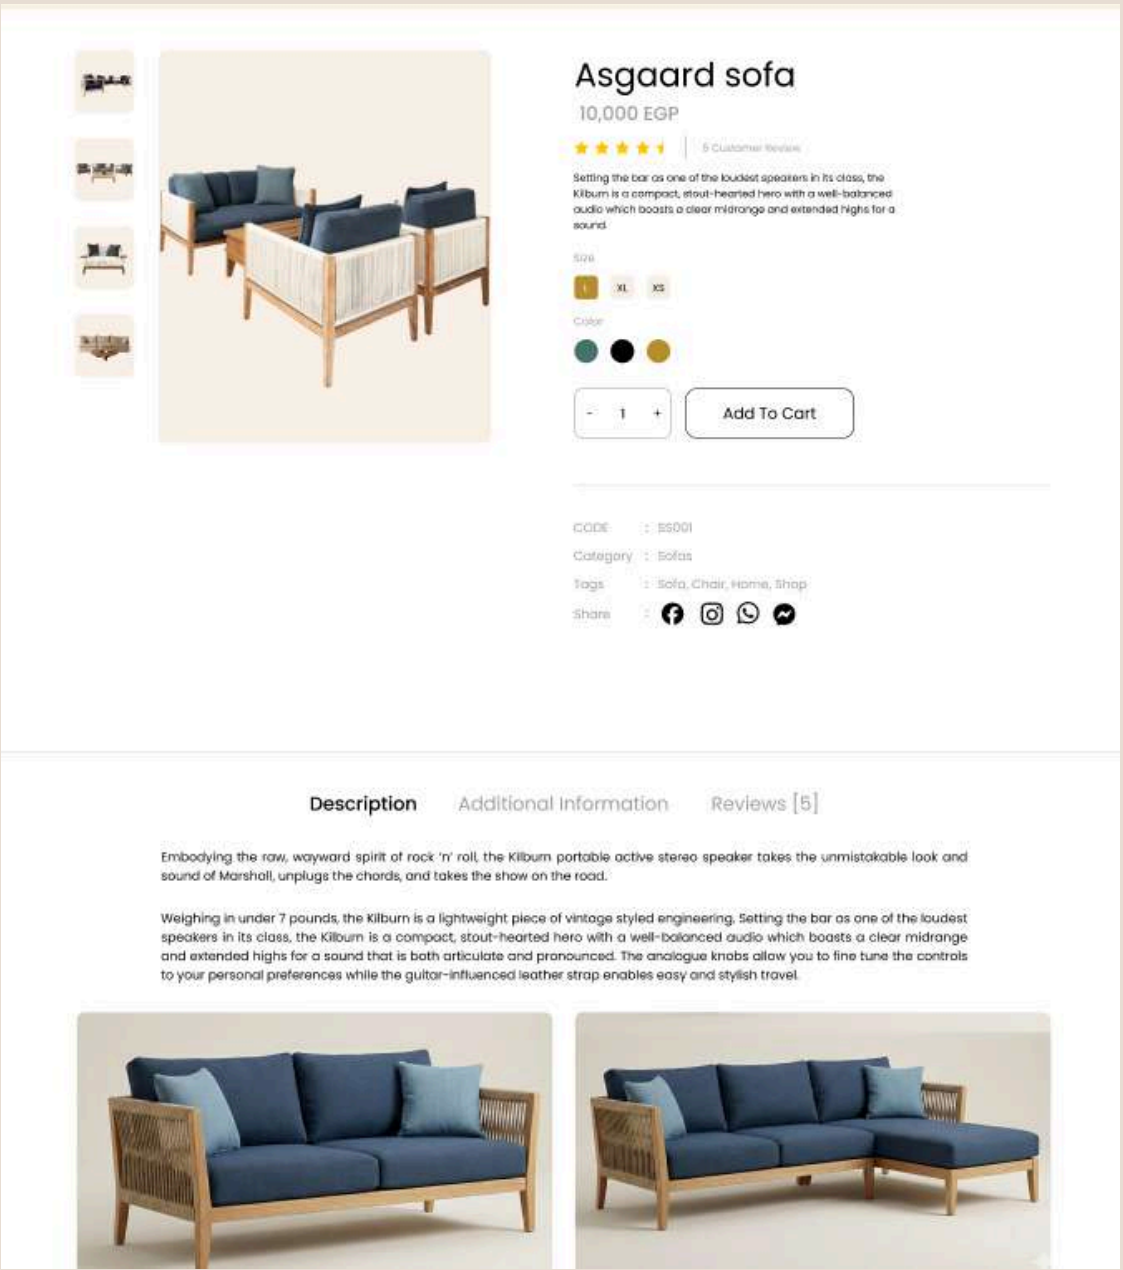 Asgaard sofa
10,000 EGP
5 Customer Review
Setting the bar as one of the loudest speakers in its class, the
Kilburn is a compact, stout-hearted hero with a well-balanced
audio which boasts a clear midrange and extended highs for a
sound.
Size
L XL XS
Color
- 1 + Add To Cart
CODE : SS001
Category : Sofas
Tags : Sofa, Chair, Home, Shop
Share :
Description Additional Information Reviews [5]
Embodying the raw, wayward spirit of rock 'n' roll, the Kilburn portable active stereo speaker takes the unmistakable look and
sound of Marshall, unplugs the chords, and takes the show on the road.
Weighing in under 7 pounds, the Kilburn is a lightweight piece of vintage styled engineering. Setting the bar as one of the loudest
speakers in its class, the Kilburn is a compact, stout-hearted hero with a well-balanced audio which boasts a clear midrange
and extended highs for a sound that is both articulate and pronounced. The analogue knobs allow you to fine tune the controls
to your personal preferences while the guitar-influenced leather strap enables easy and stylish travel.